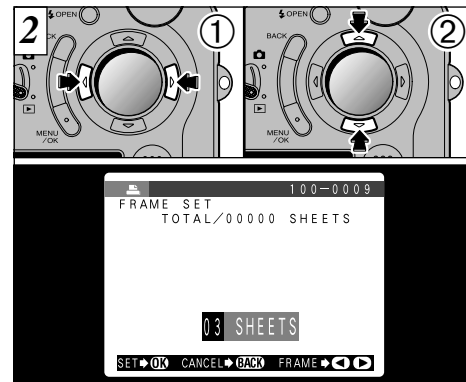 2
OPEN
①
BACK
MENU
/OK
OPEN
②
BACK
MENU
/OK
100-0009
FRAME SET
TOTAL/00000 SHEETS
03 SHEETS
SET➧OK CANCEL➧BACK FRAME➧◀▶